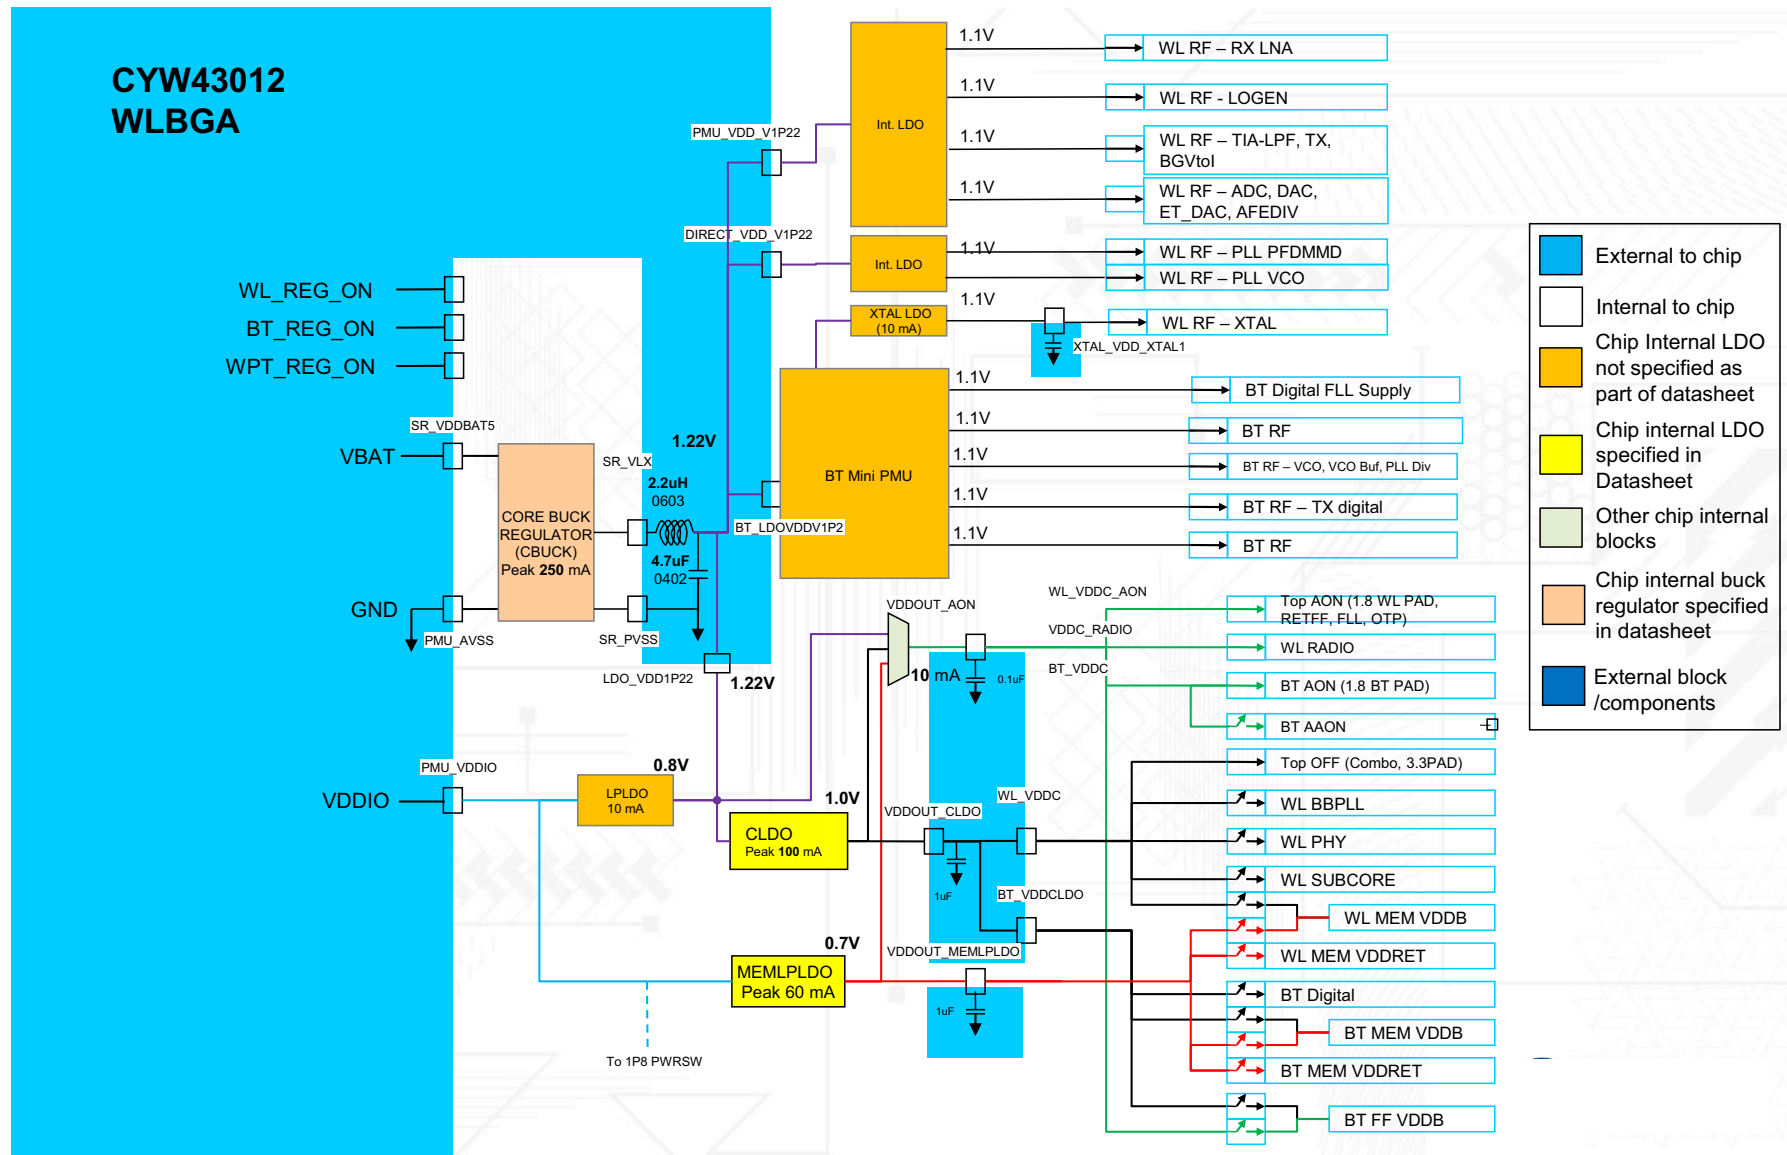 CYW43012
WLBGA
WL_REG_ON
BT_REG_ON
WPT_REG_ON
SR_VDDBAT5
VBAT
GND
PMU_AVSS
PMU_VDDIO
VDDIO
CORE BUCK
REGULATOR
(CBUCK)
Peak 250 mA
SR_VLX
2.2uH
0603
4.7uF
0402
SR_PVSS
1.22V
LDO_VDD1P22
1.22V
PMU_VDD_V1P22
DIRECT_VDD_V1P22
BT_LDOVDDV1P2
Int. LDO
1.1V
WL RF – RX LNA
1.1V
WL RF - LOGEN
1.1V
WL RF – TIA-LPF, TX,
BGVtoI
1.1V
WL RF – ADC, DAC,
ET_DAC, AFEDIV
Int. LDO
1.1V
WL RF – PLL PFDMMD
WL RF – PLL VCO
XTAL LDO
(10 mA)
1.1V
WL RF – XTAL
XTAL_VDD_XTAL1
BT Mini PMU
1.1V
BT Digital FLL Supply
1.1V
BT RF
1.1V
BT RF – VCO, VCO Buf, PLL Div
1.1V
BT RF – TX digital
1.1V
BT RF
VDDOUT_AON
10 mA
0.1uF
WL_VDDC_AON
VDDC_RADIO
BT_VDDC
Top AON (1.8 WL PAD,
RETFF, FLL, OTP)
WL RADIO
BT AON (1.8 BT PAD)
BT AAON
Top OFF (Combo, 3.3PAD)
WL BBPLL
WL PHY
WL SUBCORE
WL MEM VDDB
WL MEM VDDRET
BT Digital
BT MEM VDDB
BT MEM VDDRET
BT FF VDDB
LPLDO
10 mA
0.8V
1.0V
CLDO
Peak 100 mA
VDDOUT_CLDO
WL_VDDC
1uF
BT_VDDCLDO
0.7V
MEMLPLDO
Peak 60 mA
VDDOUT_MEMLPLDO
1uF
To 1P8 PWRSW
External to chip
Internal to chip
Chip Internal LDO
not specified as
part of datasheet
Chip internal LDO
specified in
Datasheet
Other chip internal
blocks
Chip internal buck
regulator specified
in datasheet
External block
/components